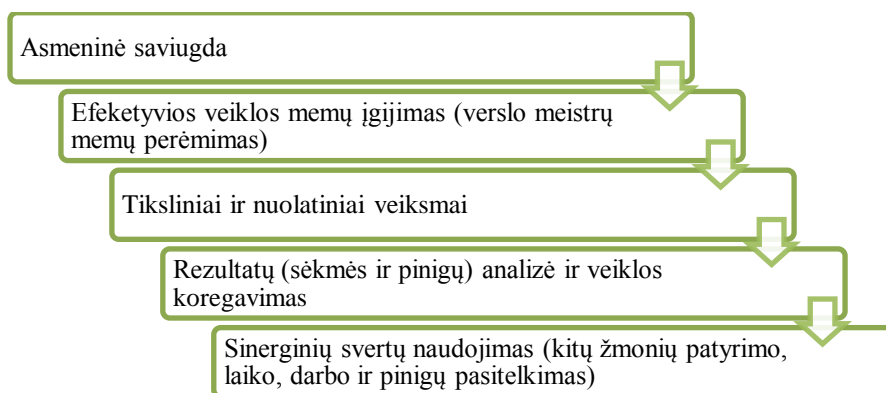 Asmeninė saviugda
Efeketyvios veiklos memų įgijimas (verslo meistrų
memų perėmimas)
Tiksliniai ir nuolatiniai veiksmai
Rezultatų (sėkmės ir pinigų) analizė ir veiklos
koregavimas
Sinerginių svertų naudojimas (kitų žmonių patyrimo,
laiko, darbo ir pinigų pasitelkimas)